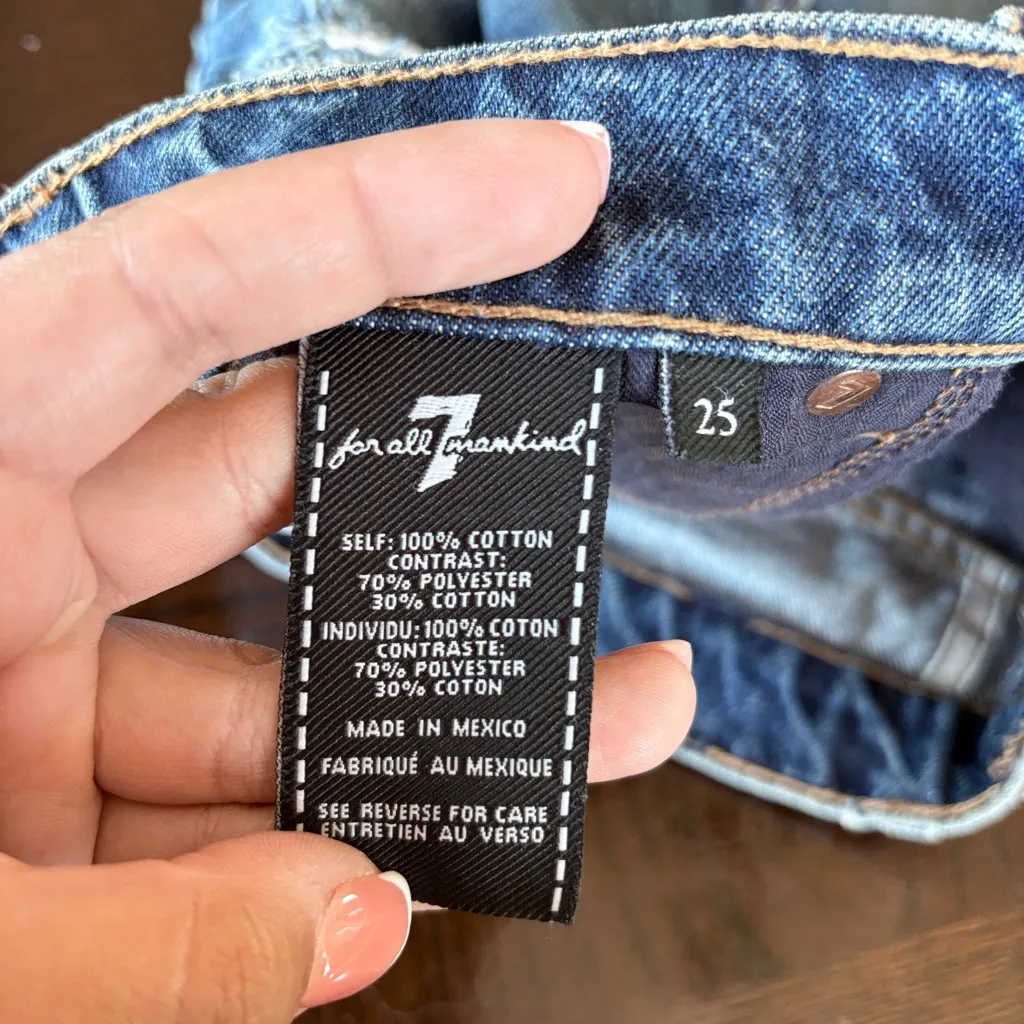 7
for all mankind
25
SELF: 100% COTTON
CONTRAST:
70% POLYESTER
30% COTTON
INDIVIDU: 100% COTON
CONTRASTE:
70% POLYESTER
30% COTON
MADE IN MEXICO
FABRIQUÉ AU MEXIQUE
SEE REVERSE FOR CARE
ENTRETIEN AU VERSO